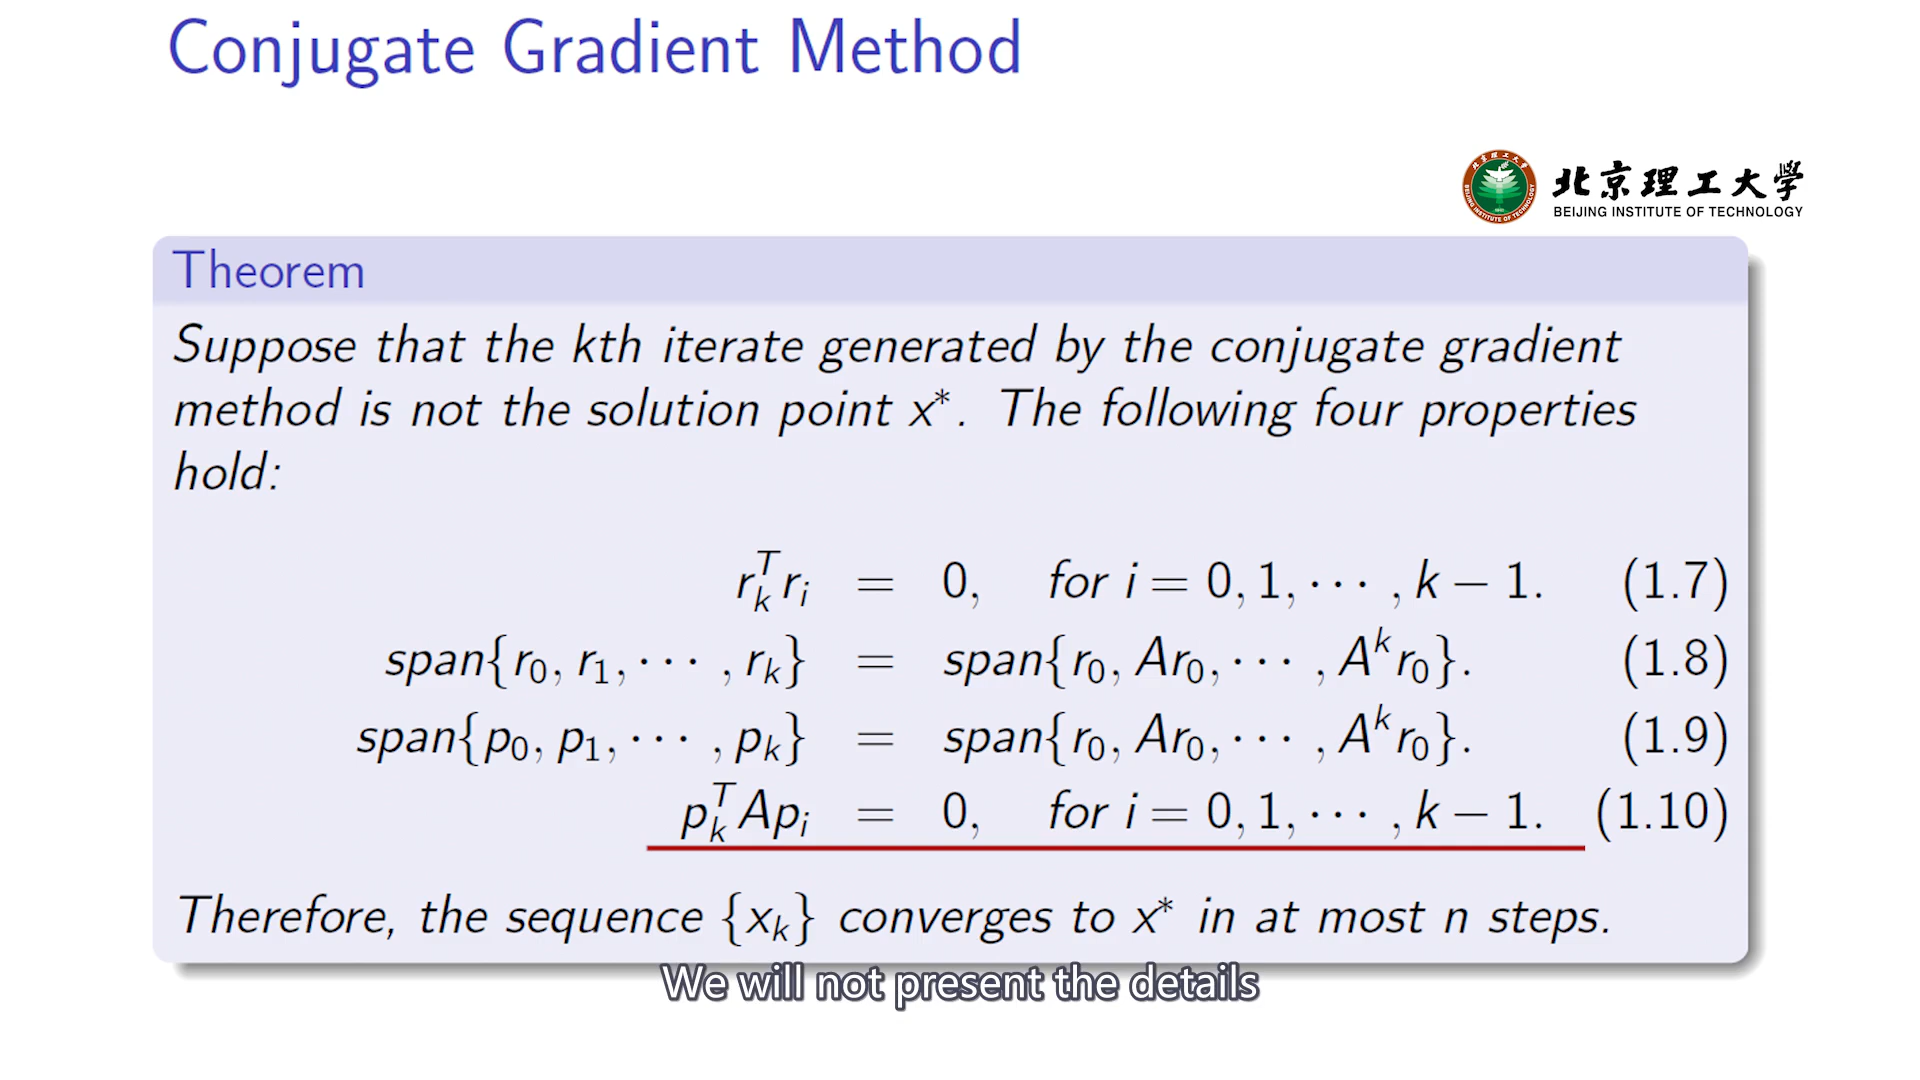 Conjugate Gradient Method
北京理工大学
BEIJING INSTITUTE OF TECHNOLOGY
Theorem
Suppose that the kth iterate generated by the conjugate gradient
method is not the solution point x*. The following four properties
hold:
r_k^T r_i = 0, for i = 0, 1, ⋯ , k − 1. (1.7)
span{r_0, r_1, ⋯ , r_k} = span{r_0, Ar_0, ⋯ , A^k r_0}. (1.8)
span{p_0, p_1, ⋯ , p_k} = span{r_0, Ar_0, ⋯ , A^k r_0}. (1.9)
p_k^T Ap_i = 0, for i = 0, 1, ⋯ , k − 1. (1.10)
Therefore, the sequence {x_k} converges to x* in at most n steps.
We will not present the details